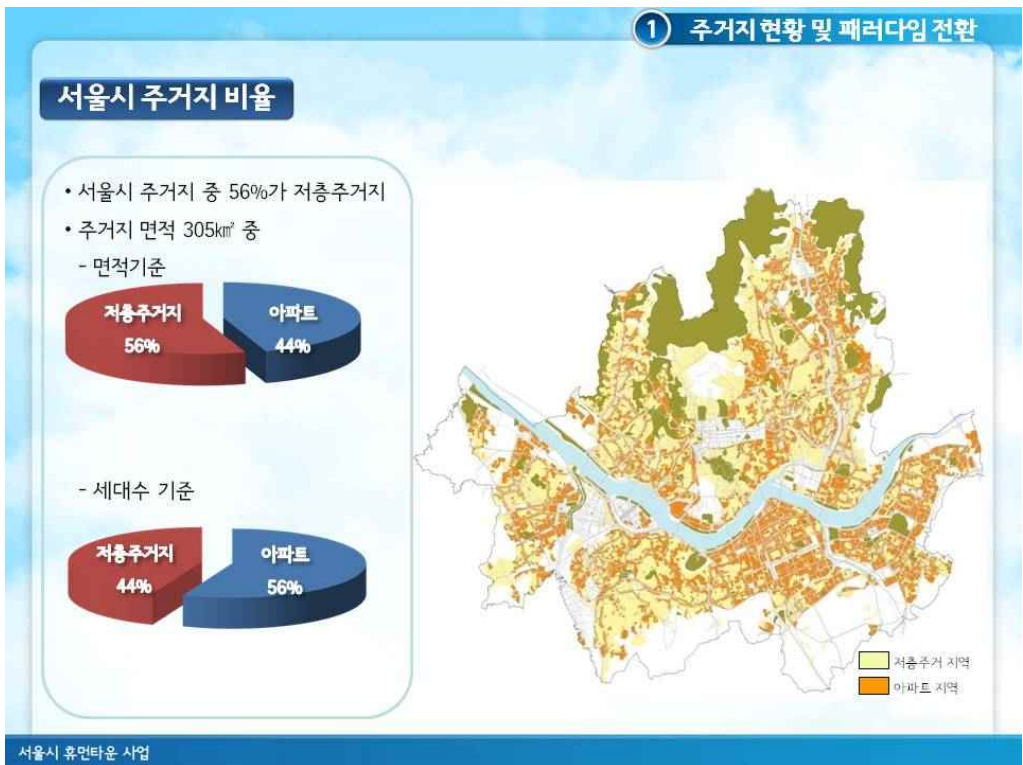 1 주거지 현황 및 패러다임 전환
서울시 주거지 비율
• 서울시 주거지 중 56%가 저층주거지
• 주거지 면적 305㎢ 중
- 면적기준
저층주거지
56%
아파트
44%
- 세대수 기준
저층주거지
44%
아파트
56%
저층주거 지역
아파트 지역
서울시 휴먼타운 사업